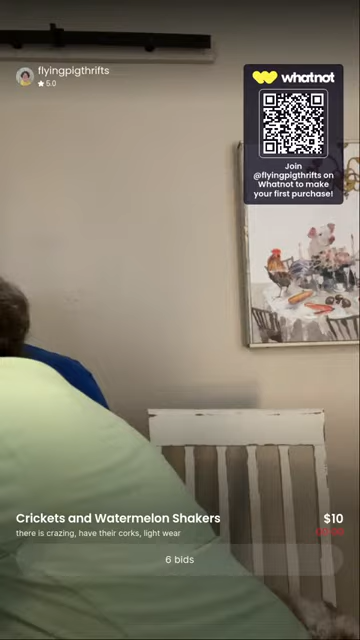 flyingpigthrifts
5.0
whatnot
Join
@flyingpigthrifts on
Whatnot to make
your first purchase!
Crickets and Watermelon Shakers
$10
there is crazing, have their corks, light wear
6 bids